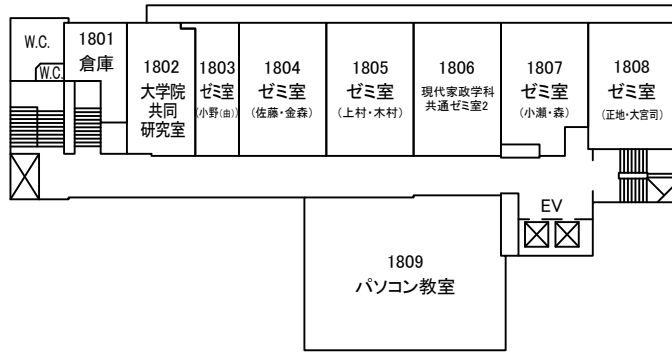 W.C.
W.C.
1801
倉庫
1802
大学院
共同
研究室
1803
ゼミ室
(小野(由))
1804
ゼミ室
(佐藤・金森)
1805
ゼミ室
(上村・木村)
1806
現代家政学科
共通ゼミ室2
1807
ゼミ室
(小瀬・森)
1808
ゼミ室
(正地・大宮司)
EV
1809
パソコン教室